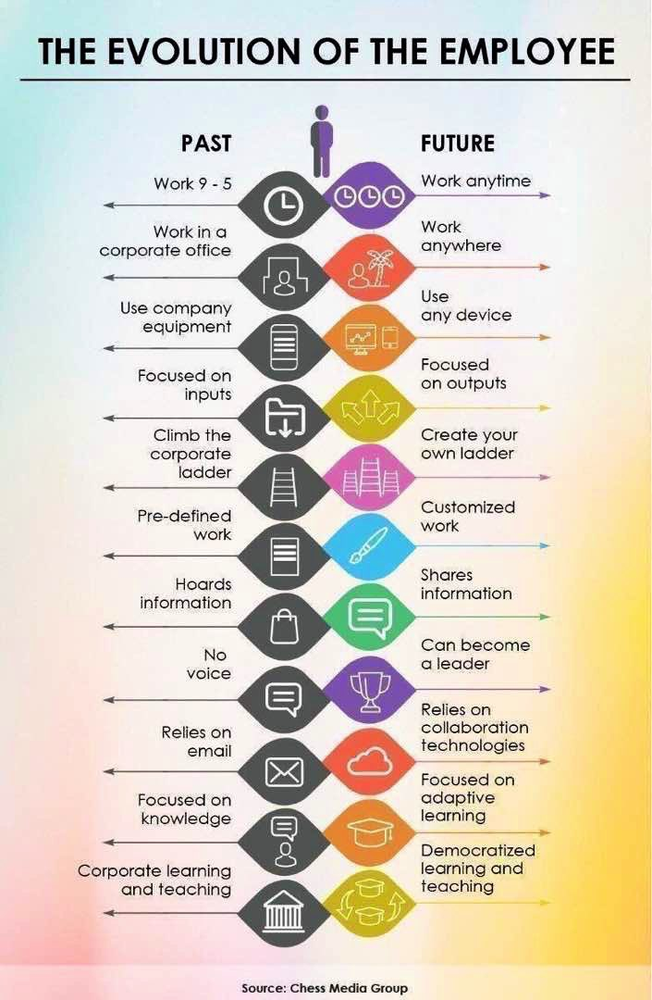 THE EVOLUTION OF THE EMPLOYEE
PAST
FUTURE
Work 9 - 5
Work anytime
Work in a
corporate office
Work
anywhere
Use company
equipment
Use
any device
Focused on
inputs
Focused
on outputs
Climb the
corporate
ladder
Create your
own ladder
Pre-defined
work
Customized
work
Hoards
information
Shares
information
No
voice
Can become
a leader
Relies on
email
Relies on
collaboration
technologies
Focused on
knowledge
Focused on
adaptive
learning
Corporate learning
and teaching
Democratized
learning and
teaching
Source: Chess Media Group